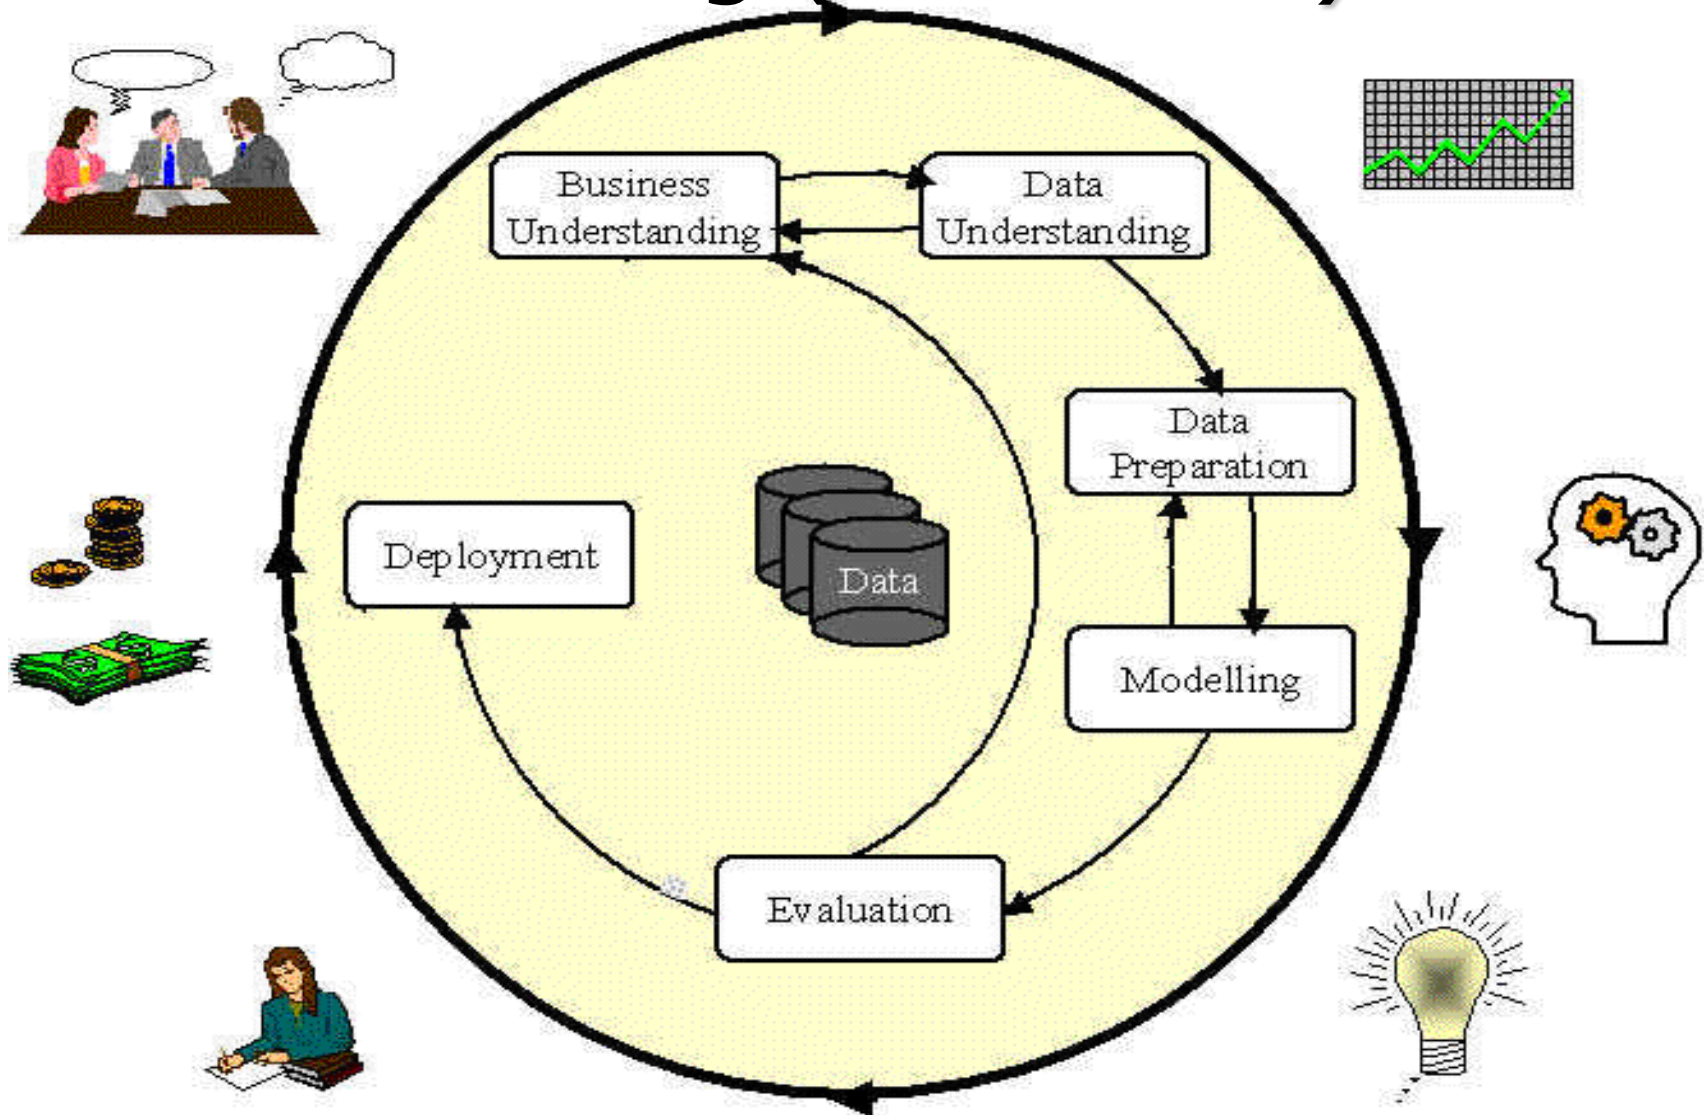 Business
Understanding
Data
Understanding
Data
Preparation
Deployment
Data
Modelling
Evaluation